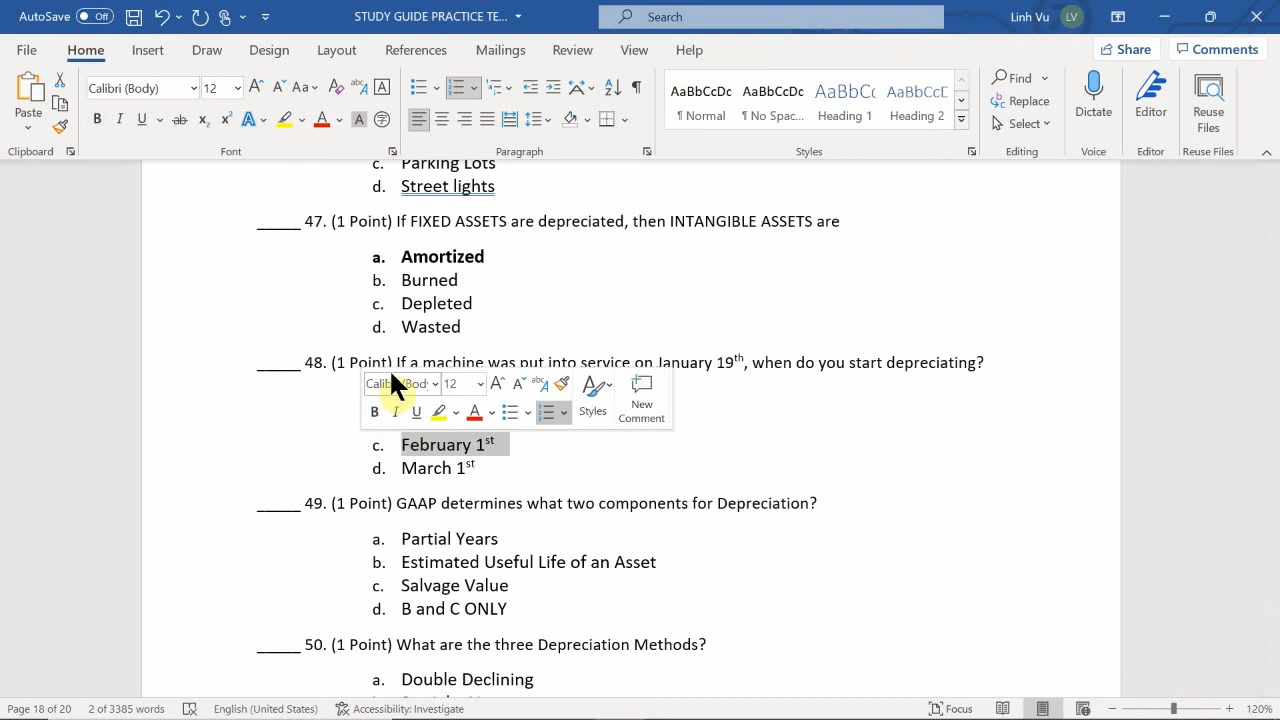 AutoSave Off STUDY GUIDE PRACTICE TE... Search Linh Vu LV
File Home Insert Draw Design Layout References Mailings Review View Help Share Comments
Paste
Clipboard
Calibri (Body) 12
Font
Paragraph
AaBbCcDc AaBbCcDc AaBbCc AaBbCcC
¶ Normal ¶ No Spac... Heading 1 Heading 2
Styles
Find
Replace
Select
Editing
Dictate
Voice
Editor
Editor
Reuse Files
Reuse Files
c. Parking Lots
d. Street lights
_____ 47. (1 Point) If FIXED ASSETS are depreciated, then INTANGIBLE ASSETS are
a. Amortized
b. Burned
c. Depleted
d. Wasted
_____ 48. (1 Point) If a machine was put into service on January 19th, when do you start depreciating?
12
Styles
New Comment
c. February 1st
d. March 1st
_____ 49. (1 Point) GAAP determines what two components for Depreciation?
a. Partial Years
b. Estimated Useful Life of an Asset
c. Salvage Value
d. B and C ONLY
_____ 50. (1 Point) What are the three Depreciation Methods?
a. Double Declining
Page 18 of 20 2 of 3385 words English (United States) Accessibility: Investigate Focus 120%